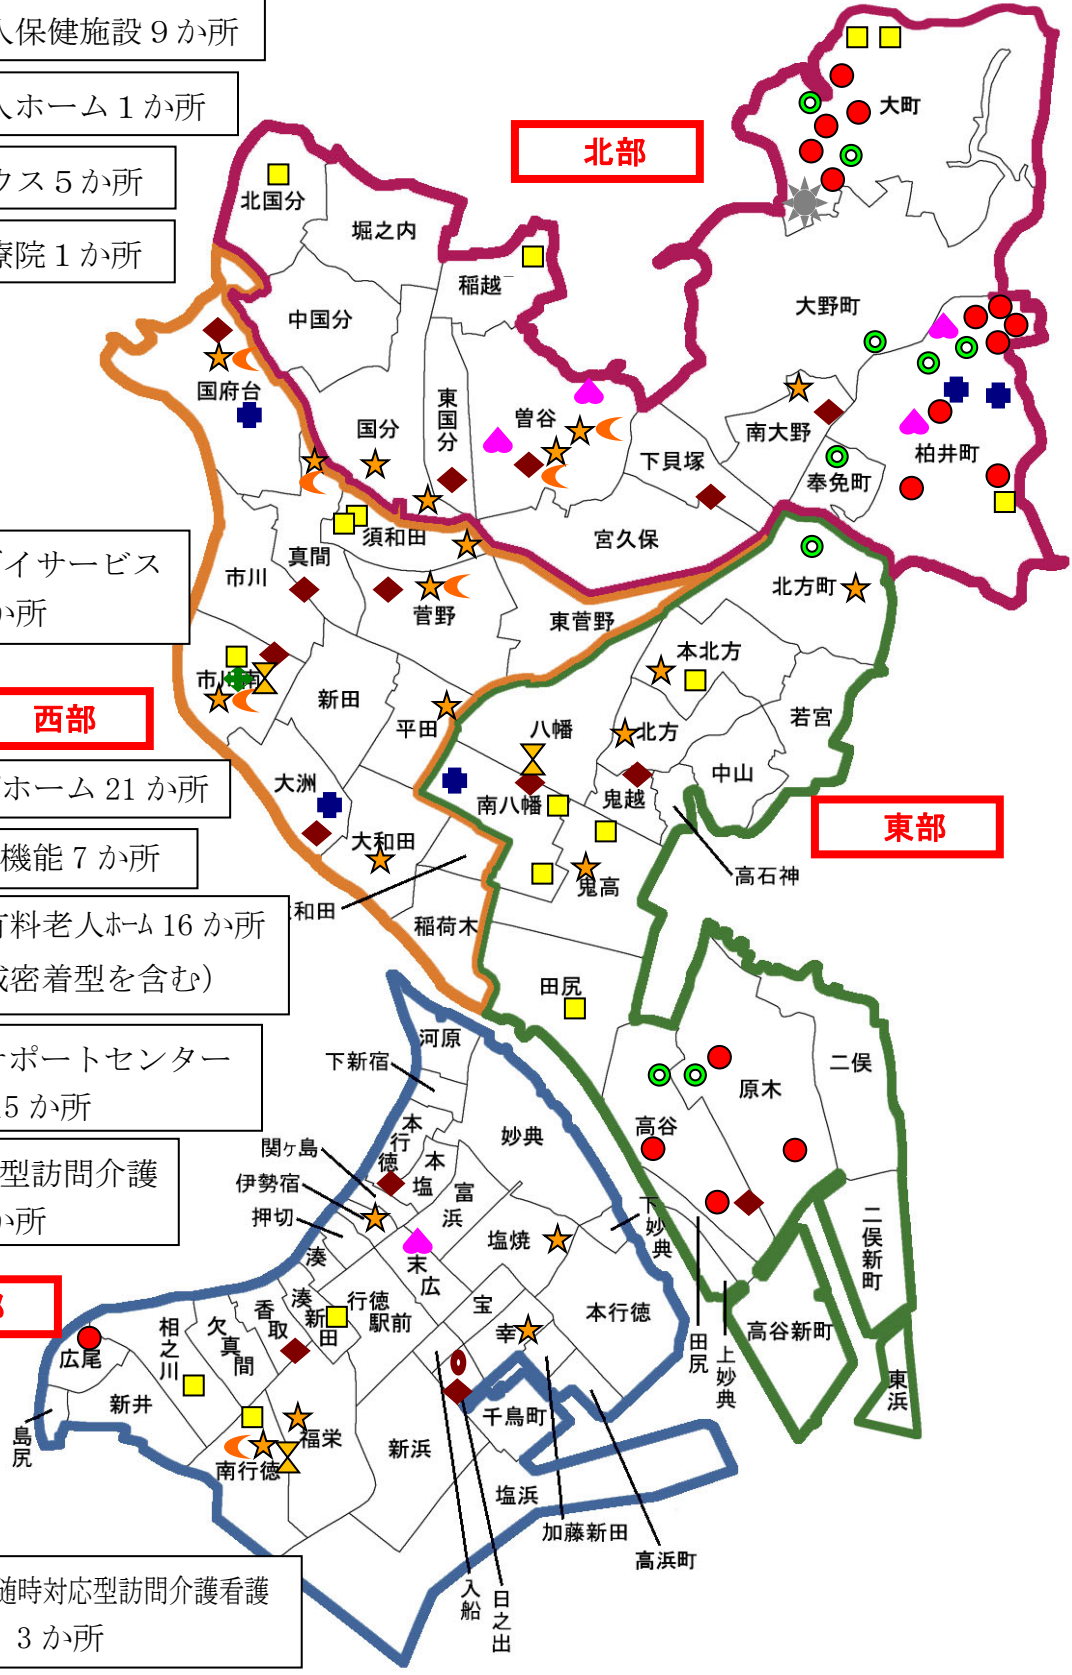 人保健施設９か所
人ホーム１か所
ウス５か所
療院１か所
デイサービス
か所
西部
プホーム 21 か所
機能７か所
有料老人ﾎｰﾑ 16 か所
域密着型を含む）
サポートセンター
15 か所
型訪問介護
か所
部
随時対応型訪問介護看護
3 か所
北部
東部
大町
北国分
堀之内
稲越
中国分
大野町
国府台
国分
東国分
曽谷
下貝塚
南大野
奉免町
柏井町
宮久保
須和田
真間
市川
菅野
東菅野
北方町
本北方
市川南
新田
平田
八幡
北方
若宮
中山
大洲
南八幡
鬼越
大和田
鬼高
高石神
和田
稲荷木
田尻
河原
下新宿
本行徳
関ヶ島
本塩
妙典
伊勢宿
富浜
押切
塩焼
下妙典
湊
末広
高谷
原木
二俣
二俣新町
湊新田
行徳駅前
宝
幸
本行徳
香取
欠真間
相之川
広尾
新井
島尻
田尻
上妙典
高谷新町
東浜
千鳥町
福栄
南行徳
新浜
塩浜
加藤新田
高浜町
入船
日之出